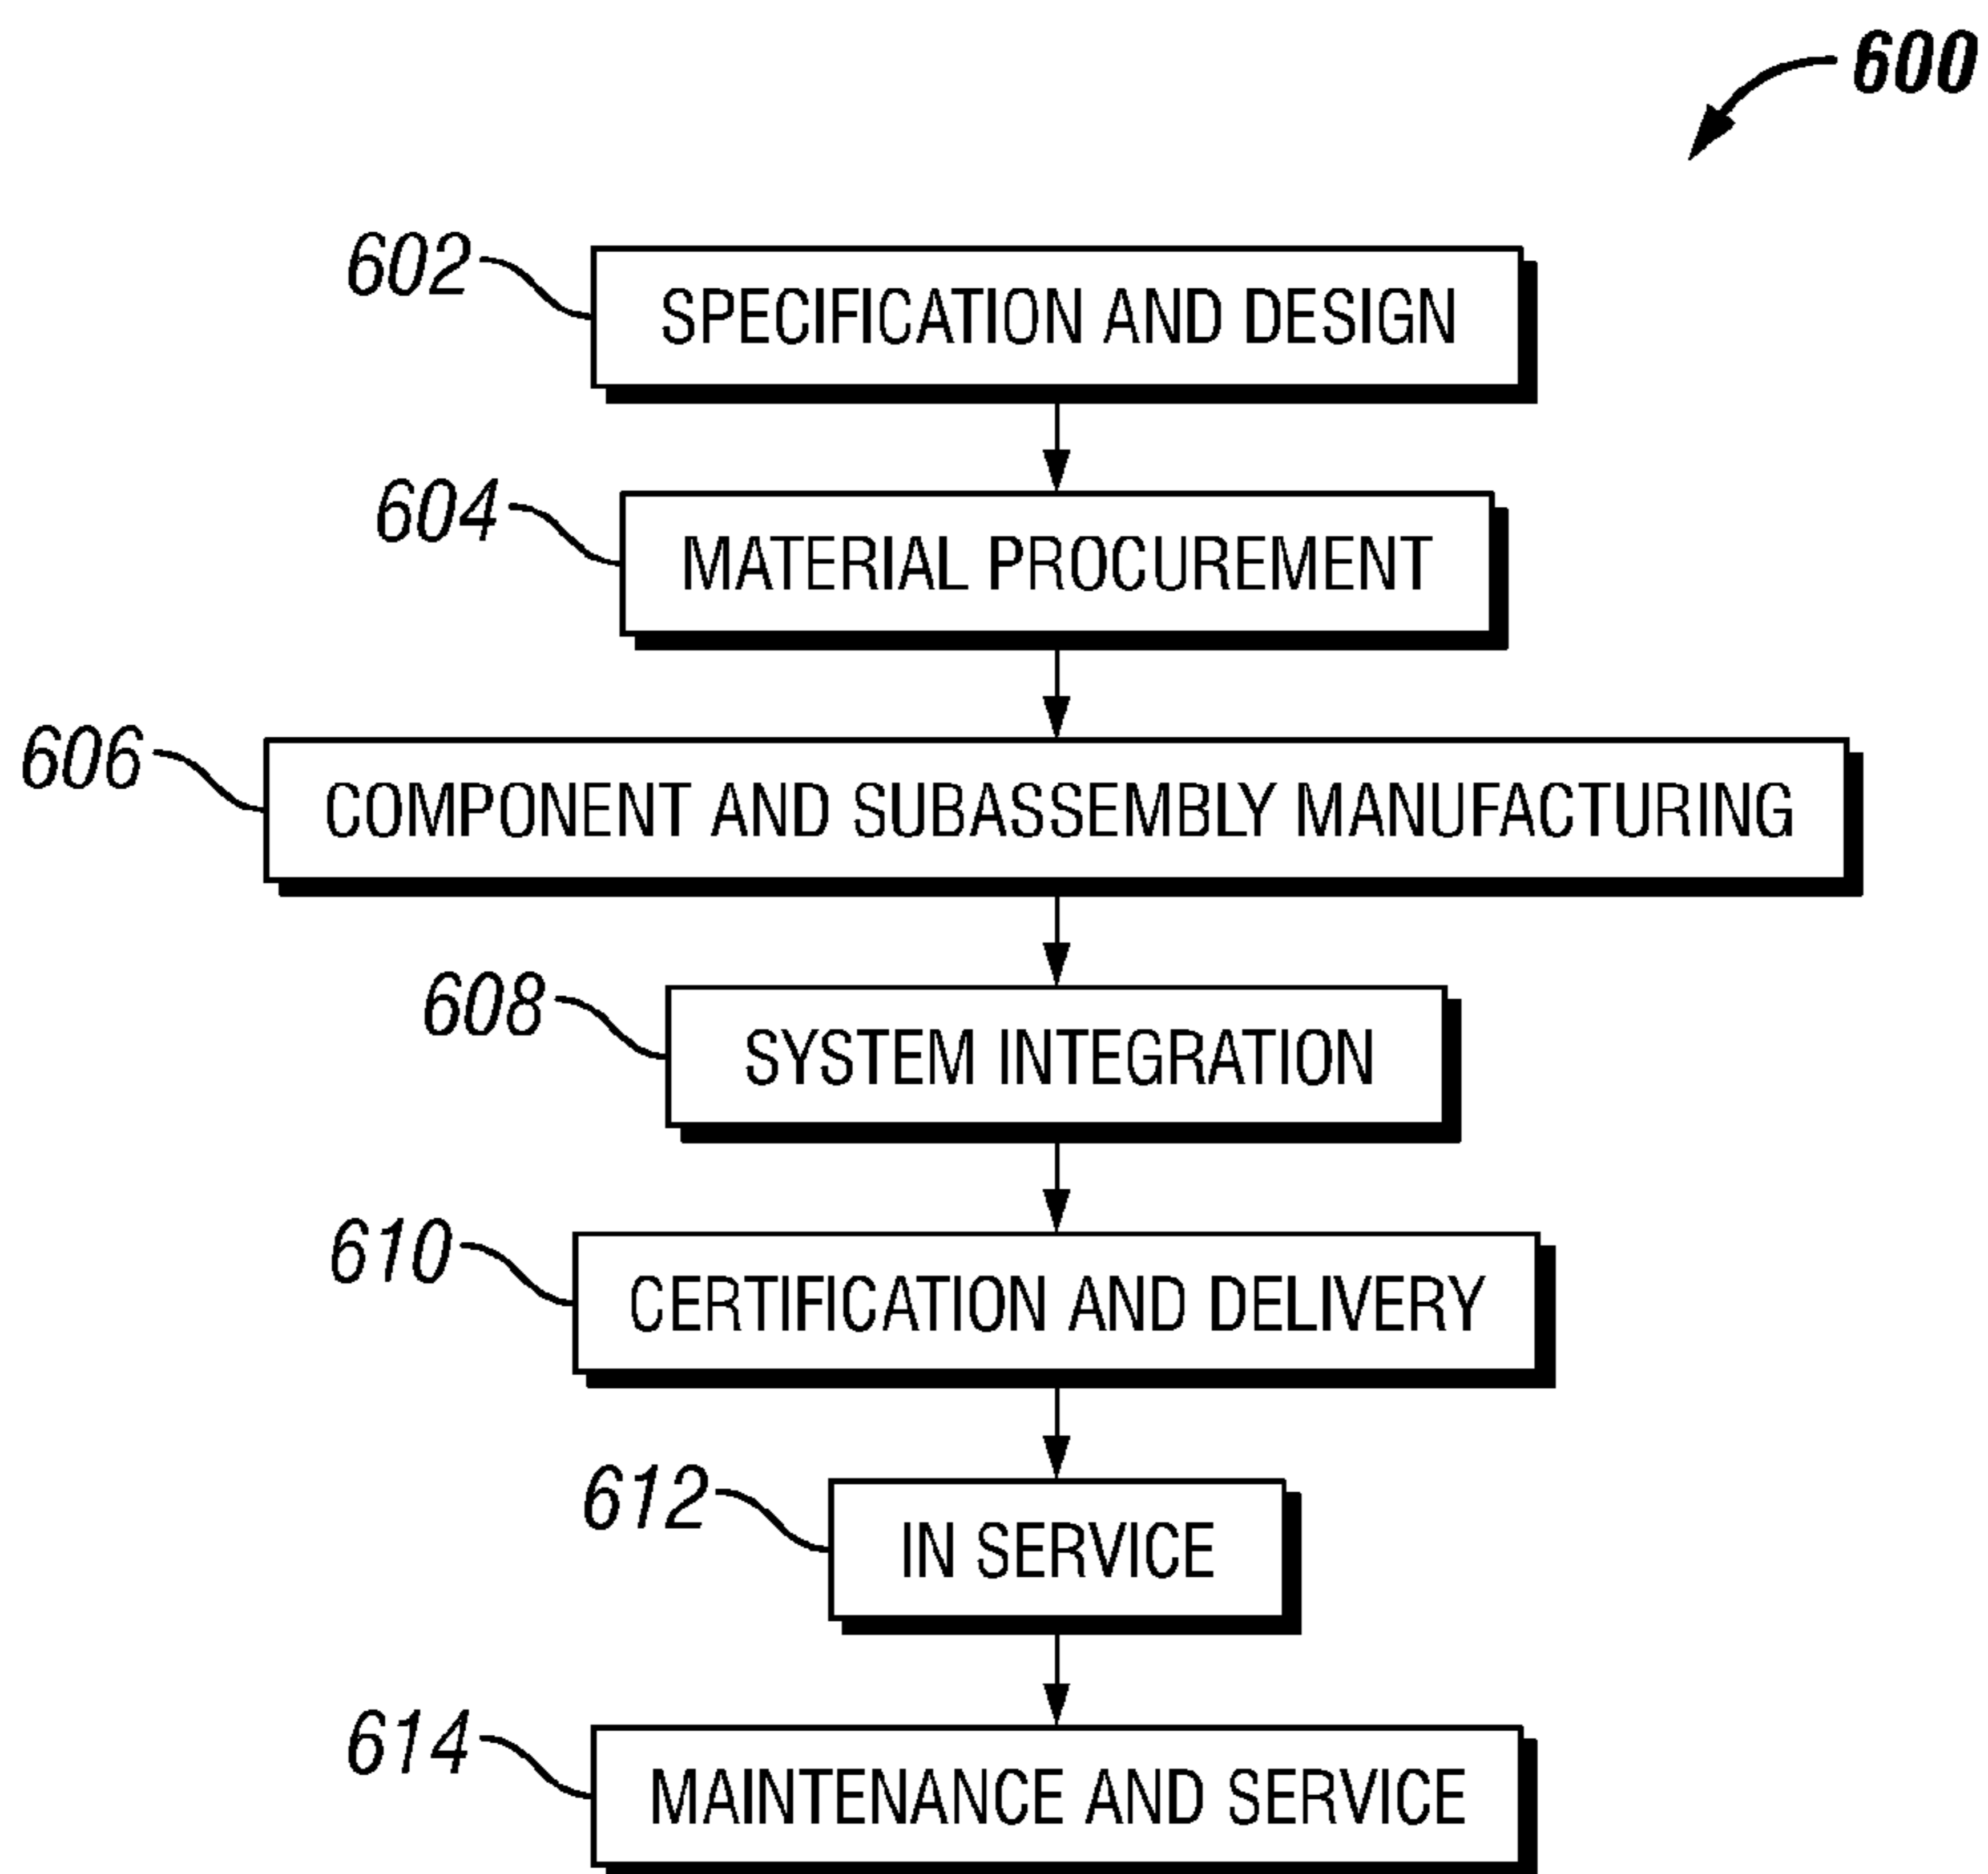 600
602
SPECIFICATION AND DESIGN
604
MATERIAL PROCUREMENT
606
COMPONENT AND SUBASSEMBLY MANUFACTURING
608
SYSTEM INTEGRATION
610
CERTIFICATION AND DELIVERY
612
IN SERVICE
614
MAINTENANCE AND SERVICE